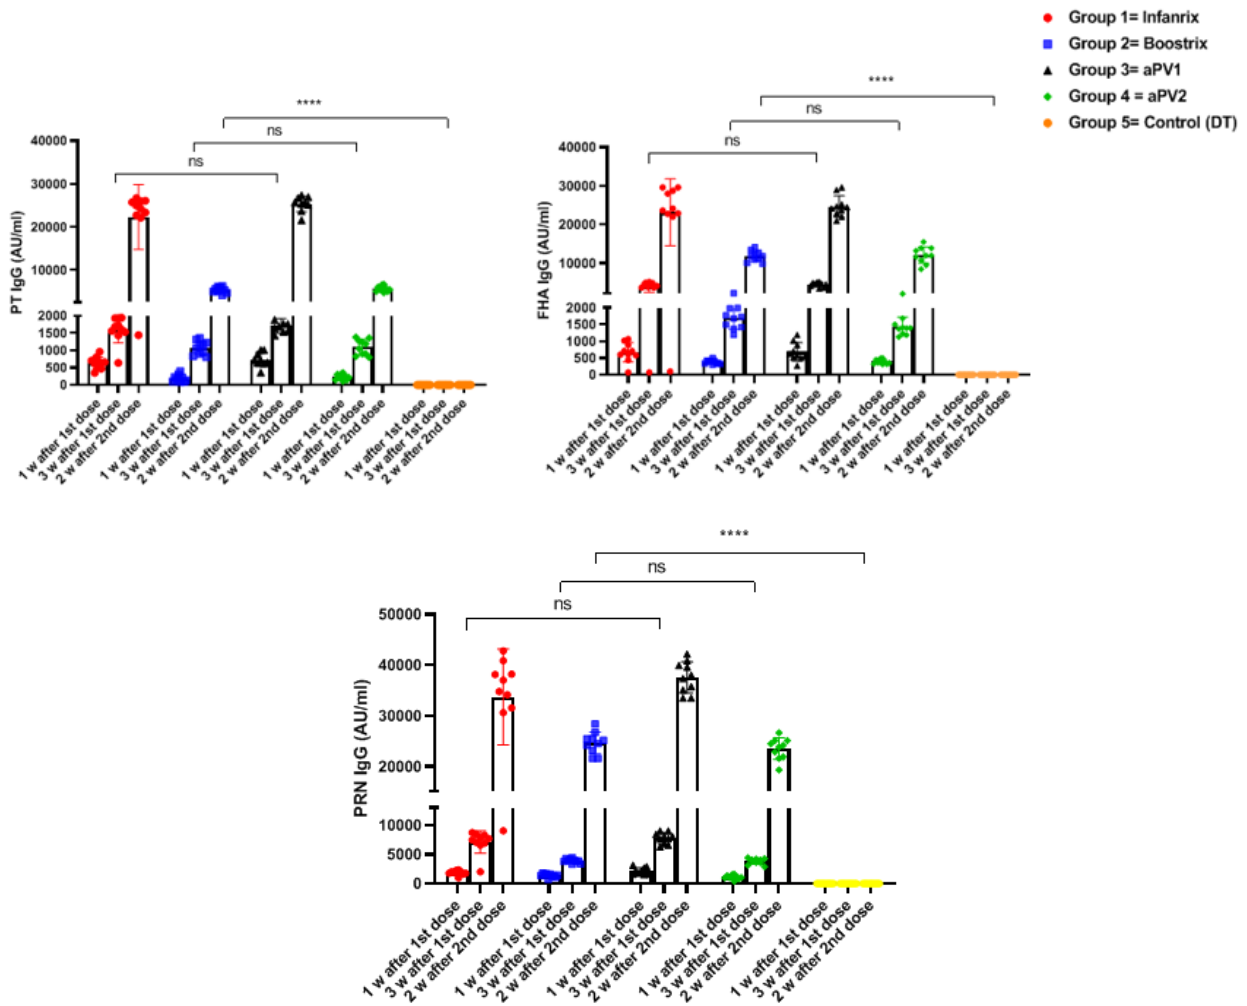 Group 1= Infanrix
Group 2= Boostrix
Group 3= aPV1
Group 4 = aPV2
Group 5= Control (DT)
****
ns
ns
40000
30000
20000
10000
2000
1500
1000
500
0
PT IgG (AU/ml)
1 w after 1st dose
3 w after 1st dose
2 w after 2nd dose
1 w after 1st dose
3 w after 1st dose
2 w after 2nd dose
1 w after 1st dose
3 w after 1st dose
2 w after 2nd dose
1 w after 1st dose
3 w after 1st dose
2 w after 2nd dose
1 w after 1st dose
3 w after 1st dose
2 w after 2nd dose
****
ns
ns
40000
30000
20000
10000
2000
1500
1000
500
0
FHA IgG (AU/ml)
1 w after 1st dose
3 w after 1st dose
2 w after 2nd dose
1 w after 1st dose
3 w after 1st dose
2 w after 2nd dose
1 w after 1st dose
3 w after 1st dose
2 w after 2nd dose
1 w after 1st dose
3 w after 1st dose
2 w after 2nd dose
1 w after 1st dose
3 w after 1st dose
2 w after 2nd dose
****
ns
ns
50000
40000
30000
20000
10000
5000
0
PRN IgG (AU/ml)
1 w after 1st dose
3 w after 1st dose
2 w after 2nd dose
1 w after 1st dose
3 w after 1st dose
2 w after 2nd dose
1 w after 1st dose
3 w after 1st dose
2 w after 2nd dose
1 w after 1st dose
3 w after 1st dose
2 w after 2nd dose
1 w after 1st dose
3 w after 1st dose
2 w after 2nd dose